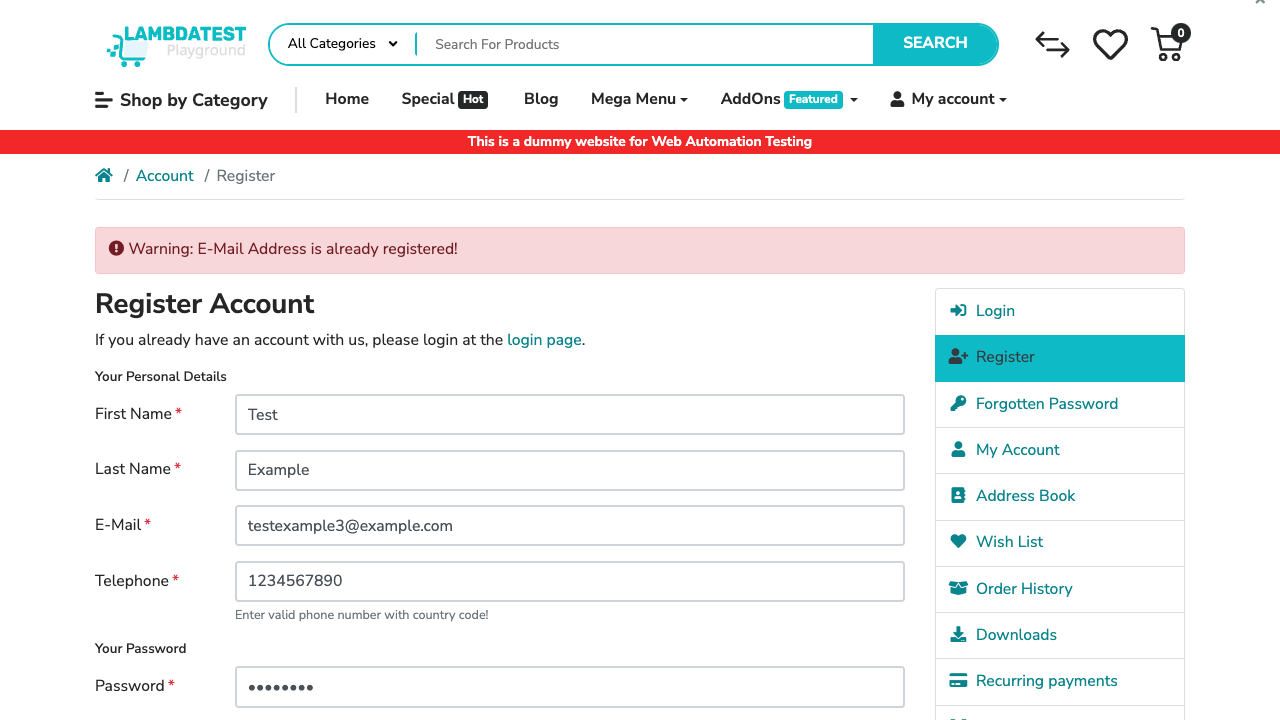 LAMBDATEST
Playground
All Categories
Search For Products
SEARCH
0
Shop by Category
Home
Special Hot
Blog
Mega Menu
AddOns Featured
My account
This is a dummy website for Web Automation Testing
/ Account / Register
Warning: E-Mail Address is already registered!
Register Account
If you already have an account with us, please login at the login page.
Your Personal Details
First Name * Test
Last Name * Example
E-Mail * testexample3@example.com
Telephone * 1234567890
Enter valid phone number with country code!
Your Password
Password * ••••••••
Login
Register
Forgotten Password
My Account
Address Book
Wish List
Order History
Downloads
Recurring payments